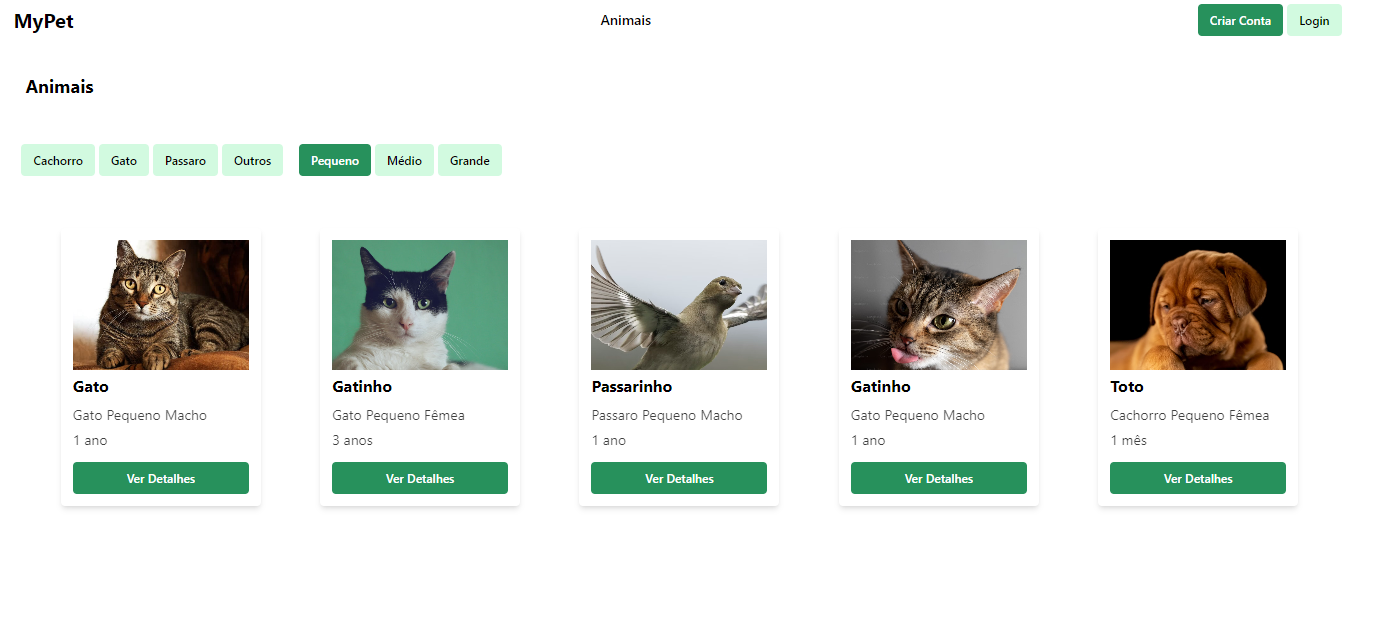 MyPet
Animais
Criar Conta
Login
Animais
Cachorro
Gato
Passaro
Outros
Pequeno
Médio
Grande
Gato
Gato Pequeno Macho
1 ano
Ver Detalhes
Gatinho
Gato Pequeno Fêmea
3 anos
Ver Detalhes
Passarinho
Passaro Pequeno Macho
1 ano
Ver Detalhes
Gatinho
Gato Pequeno Macho
1 ano
Ver Detalhes
Toto
Cachorro Pequeno Fêmea
1 mês
Ver Detalhes